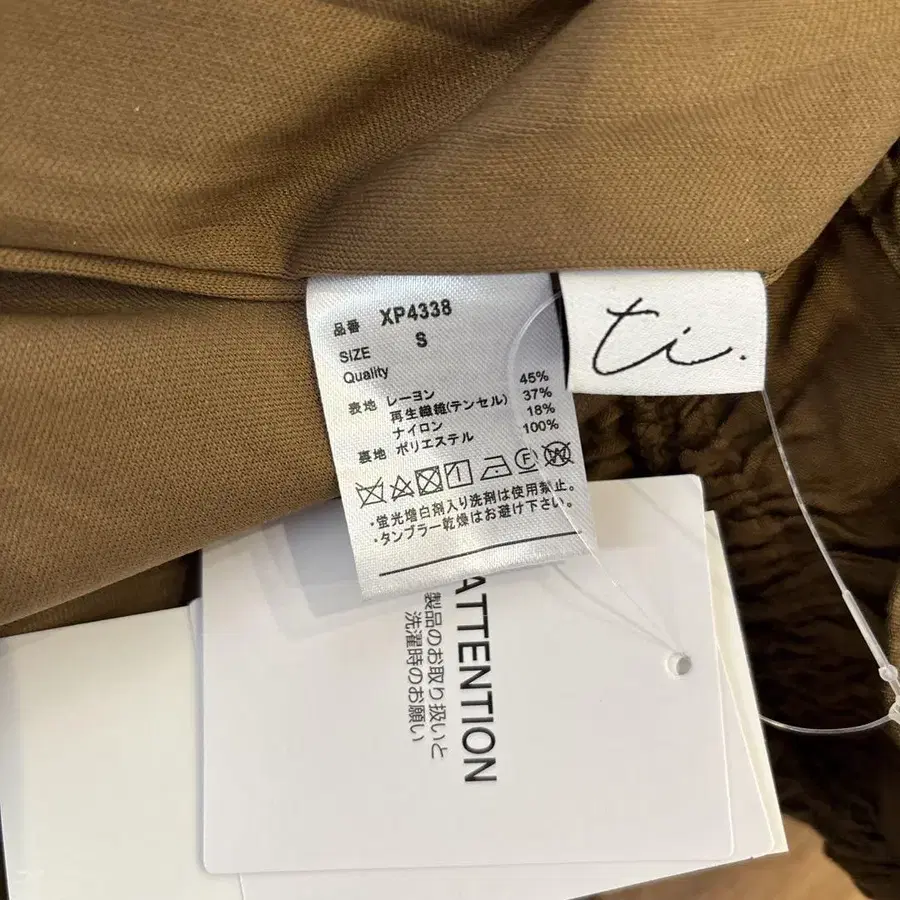 品番 XP4338
SIZE S
Quality
表地 レーヨン 45%
再生繊維(テンセル) 37%
ナイロン 18%
裏地 ポリエステル 100%
・蛍光増白剤入り洗剤は使用禁止。
・タンブラー乾燥はお避け下さい。
ti.
ATTENTION
製品のお取り扱いと
洗濯時のお願い